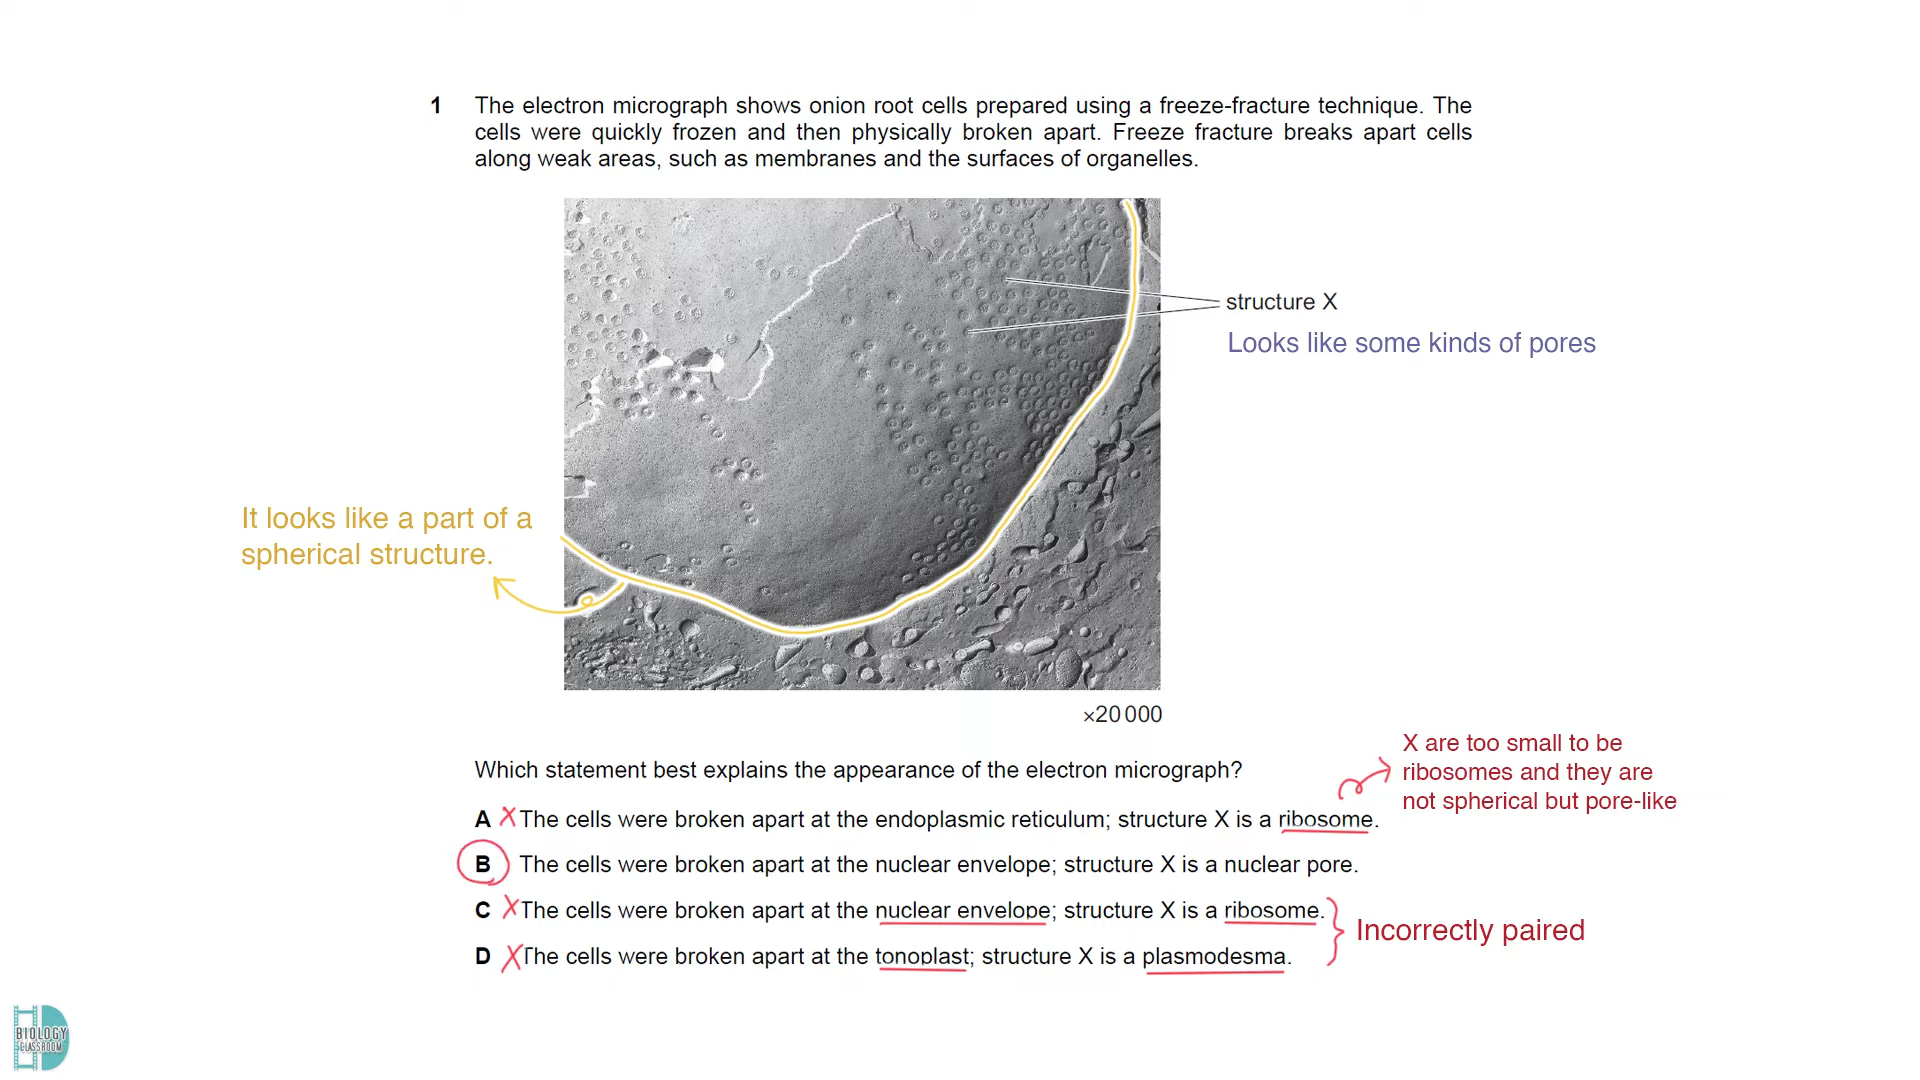 1 The electron micrograph shows onion root cells prepared using a freeze-fracture technique. The
cells were quickly frozen and then physically broken apart. Freeze fracture breaks apart cells
along weak areas, such as membranes and the surfaces of organelles.
structure X
Looks like some kinds of pores
It looks like a part of a
spherical structure.
×20 000
Which statement best explains the appearance of the electron micrograph?
X are too small to be
ribosomes and they are
not spherical but pore-like
A The cells were broken apart at the endoplasmic reticulum; structure X is a ribosome.
B The cells were broken apart at the nuclear envelope; structure X is a nuclear pore.
C The cells were broken apart at the nuclear envelope; structure X is a ribosome.
D The cells were broken apart at the tonoplast; structure X is a plasmodesma.
Incorrectly paired
BIOLOGY
CLASSROOM